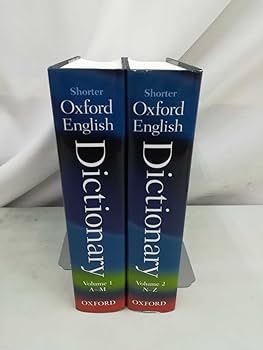 Shorter
Oxford
English
Dictionary
Volume 1
A–M
OXFORD
Shorter
Oxford
English
Dictionary
Volume 2
N–Z
OXFORD